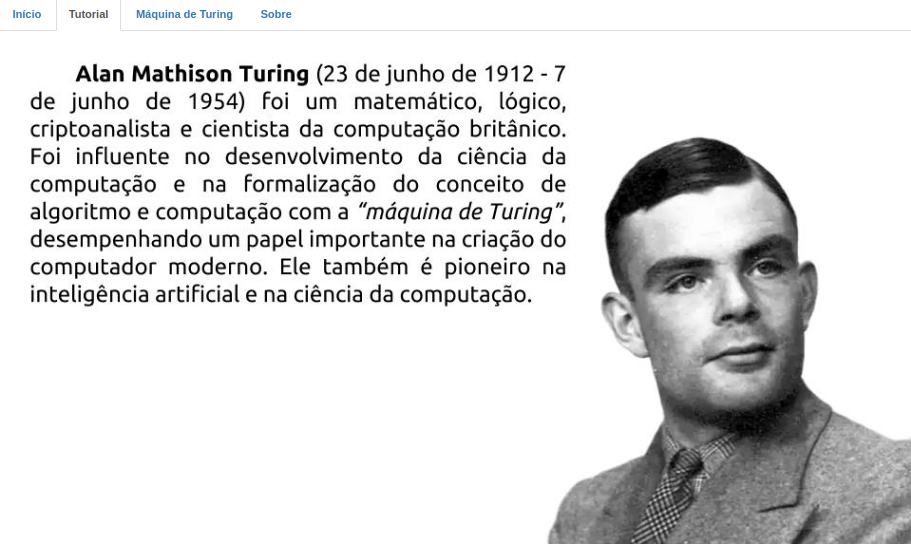 Início Tutorial Máquina de Turing Sobre
Alan Mathison Turing (23 de junho de 1912 - 7
de junho de 1954) foi um matemático, lógico,
criptoanalista e cientista da computação britânico.
Foi influente no desenvolvimento da ciência da
computação e na formalização do conceito de
algoritmo e computação com a “máquina de Turing”,
desempenhando um papel importante na criação do
computador moderno. Ele também é pioneiro na
inteligência artificial e na ciência da computação.